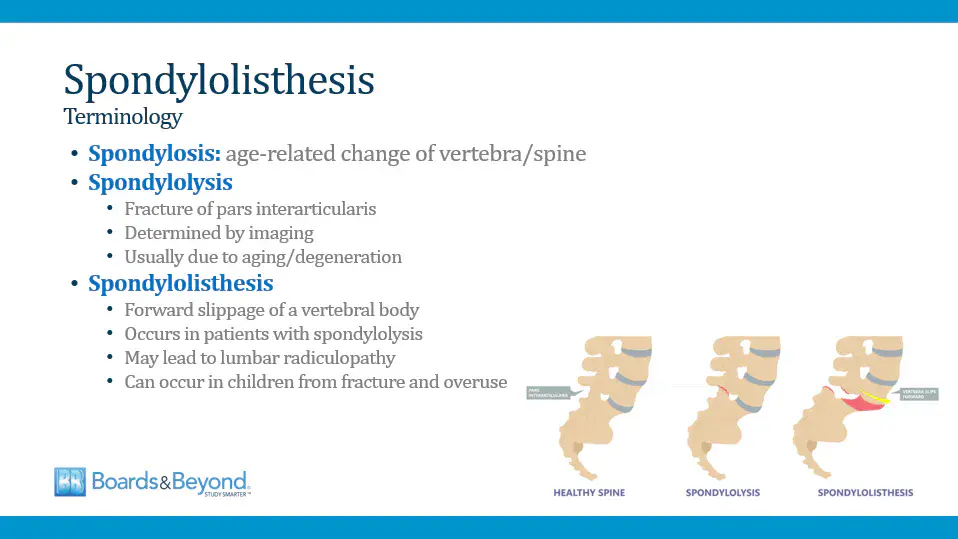 Spondylolisthesis
Terminology
• Spondylosis: age-related change of vertebra/spine
• Spondylolysis
• Fracture of pars interarticularis
• Determined by imaging
• Usually due to aging/degeneration
• Spondylolisthesis
• Forward slippage of a vertebral body
• Occurs in patients with spondylolysis
• May lead to lumbar radiculopathy
• Can occur in children from fracture and overuse
PARS
INTERARTICULARIS
VERTEBRA SLIPS
FORWARD
BB Boards&Beyond™
STUDY SMARTER
HEALTHY SPINE
SPONDYLOLYSIS
SPONDYLOLISTHESIS